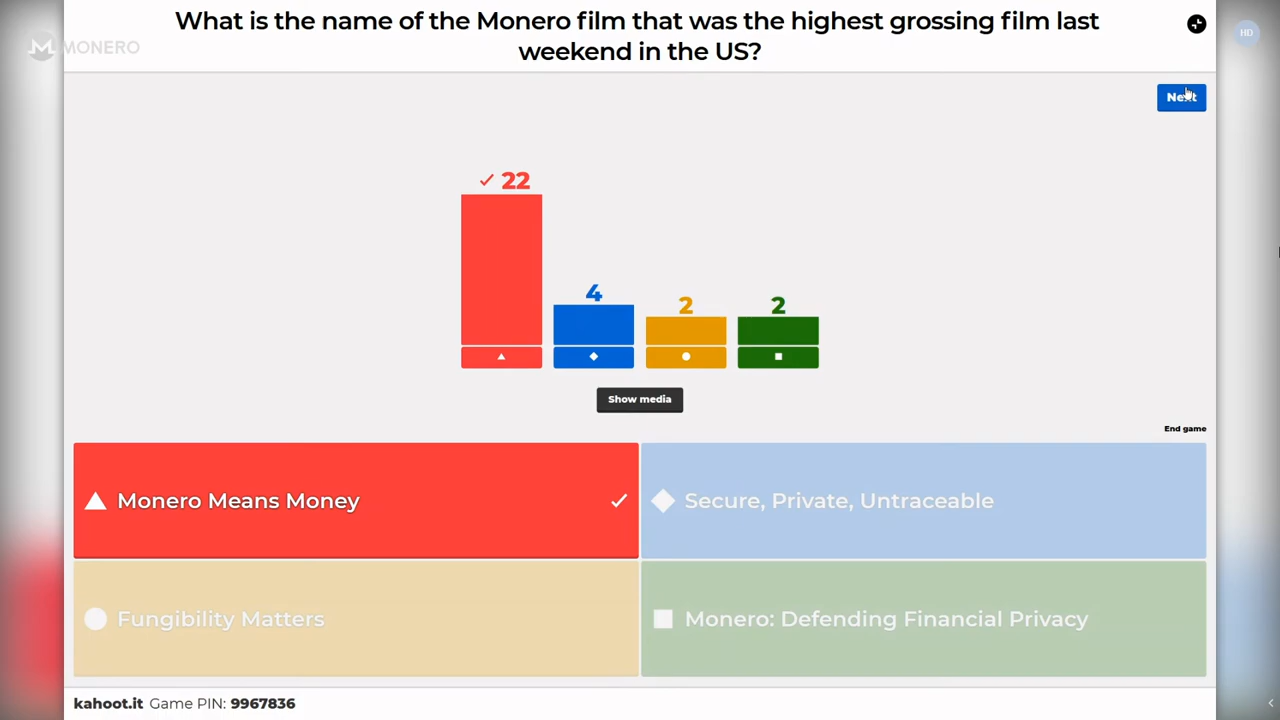 What is the name of the Monero film that was the highest grossing film last
weekend in the US?
MONERO
HD
Next
22
4
2
2
Show media
End game
Monero Means Money
Secure, Private, Untraceable
Fungibility Matters
Monero: Defending Financial Privacy
kahoot.it Game PIN: 9967836